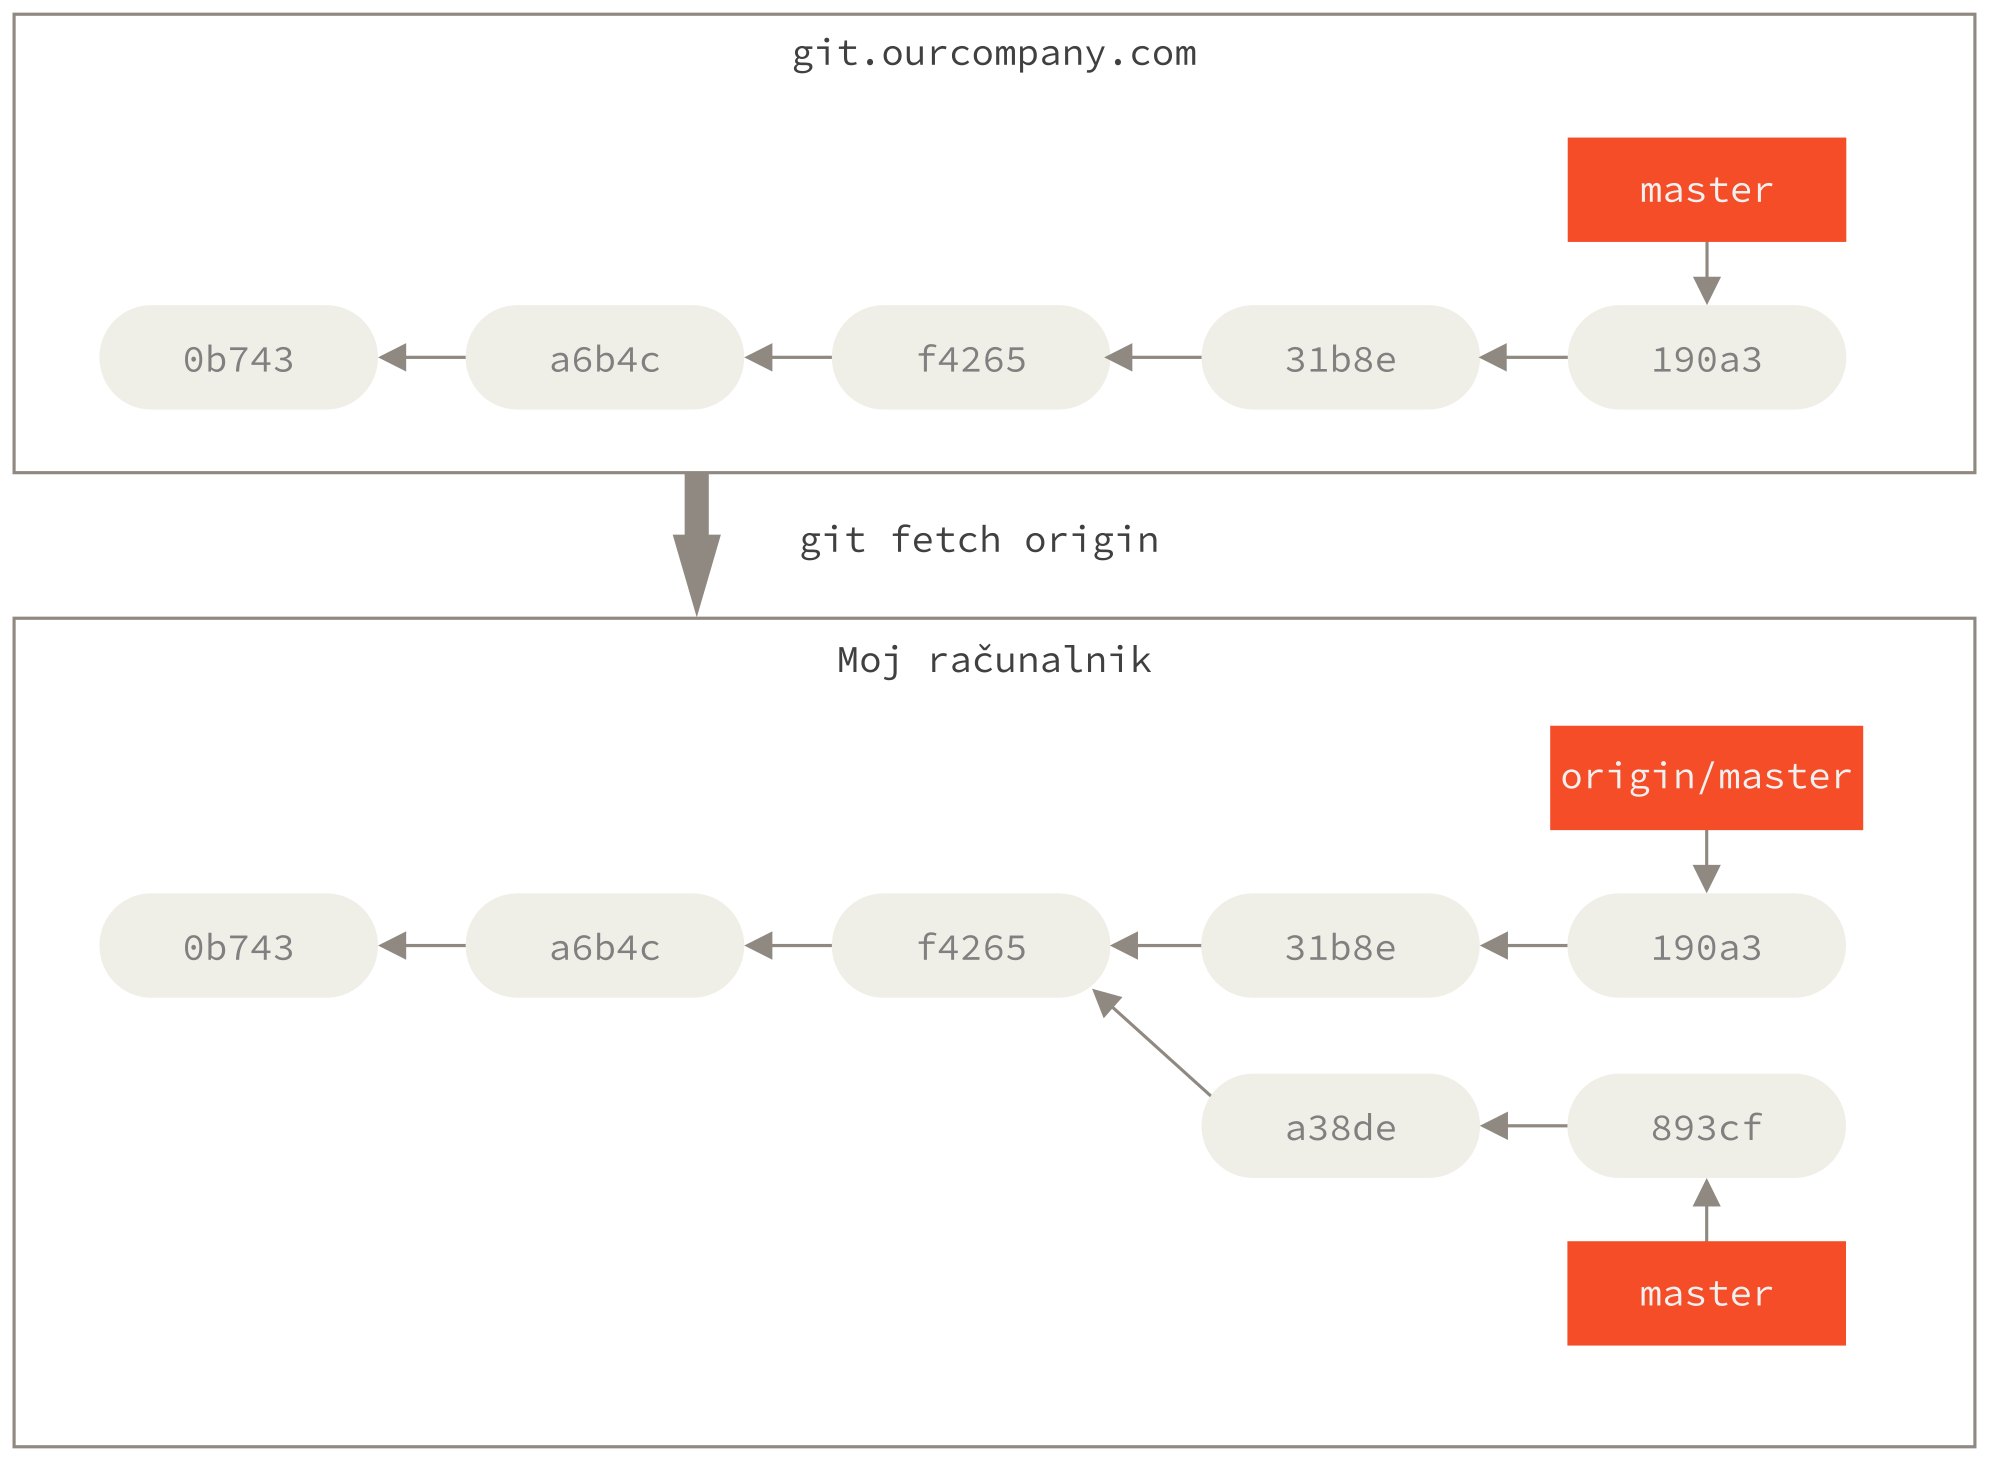 git.ourcompany.com
master
0b743
a6b4c
f4265
31b8e
190a3
git fetch origin
Moj računalnik
origin/master
0b743
a6b4c
f4265
31b8e
190a3
a38de
893cf
master